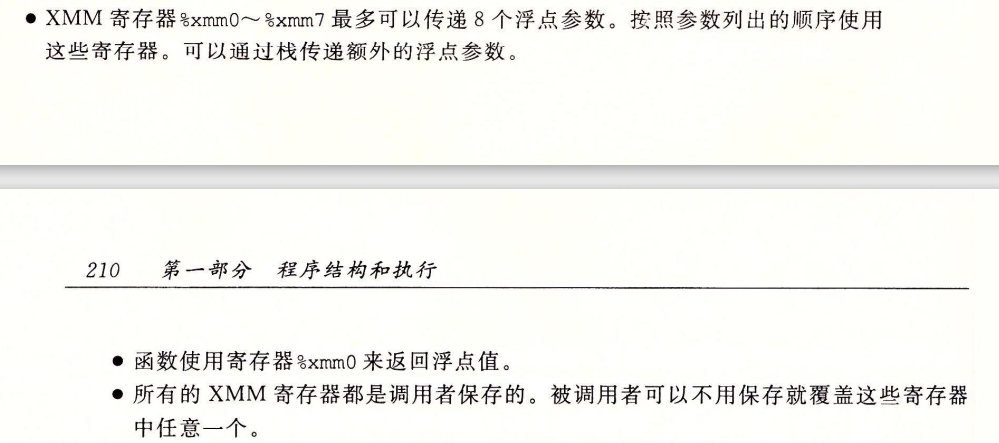 ● XMM 寄存器%xmm0～%xmm7 最多可以传递 8 个浮点参数。按照参数列出的顺序使用
这些寄存器。可以通过栈传递额外的浮点参数。
210 第一部分 程序结构和执行
● 函数使用寄存器%xmm0 来返回浮点值。
● 所有的 XMM 寄存器都是调用者保存的。被调用者可以不用保存就覆盖这些寄存器
中任意一个。